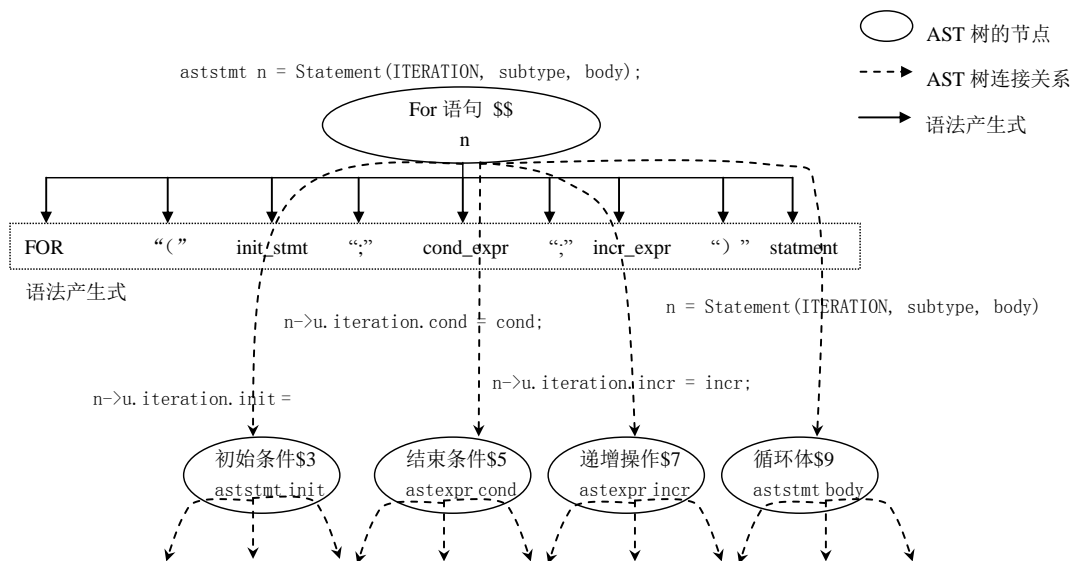 AST 树的节点
aststmt n = Statement(ITERATION, subtype, body);
AST 树连接关系
For 语句 $$
n
语法产生式
FOR “（” init_stmt “;” cond_expr “;” incr_expr “）” statment
语法产生式
n = Statement(ITERATION, subtype, body)
n->u.iteration.cond = cond;
n->u.iteration.incr = incr;
n->u.iteration.init =
初始条件$3 结束条件$5 递增操作$7 循环体$9
aststmt init astexpr cond astexpr incr aststmt body